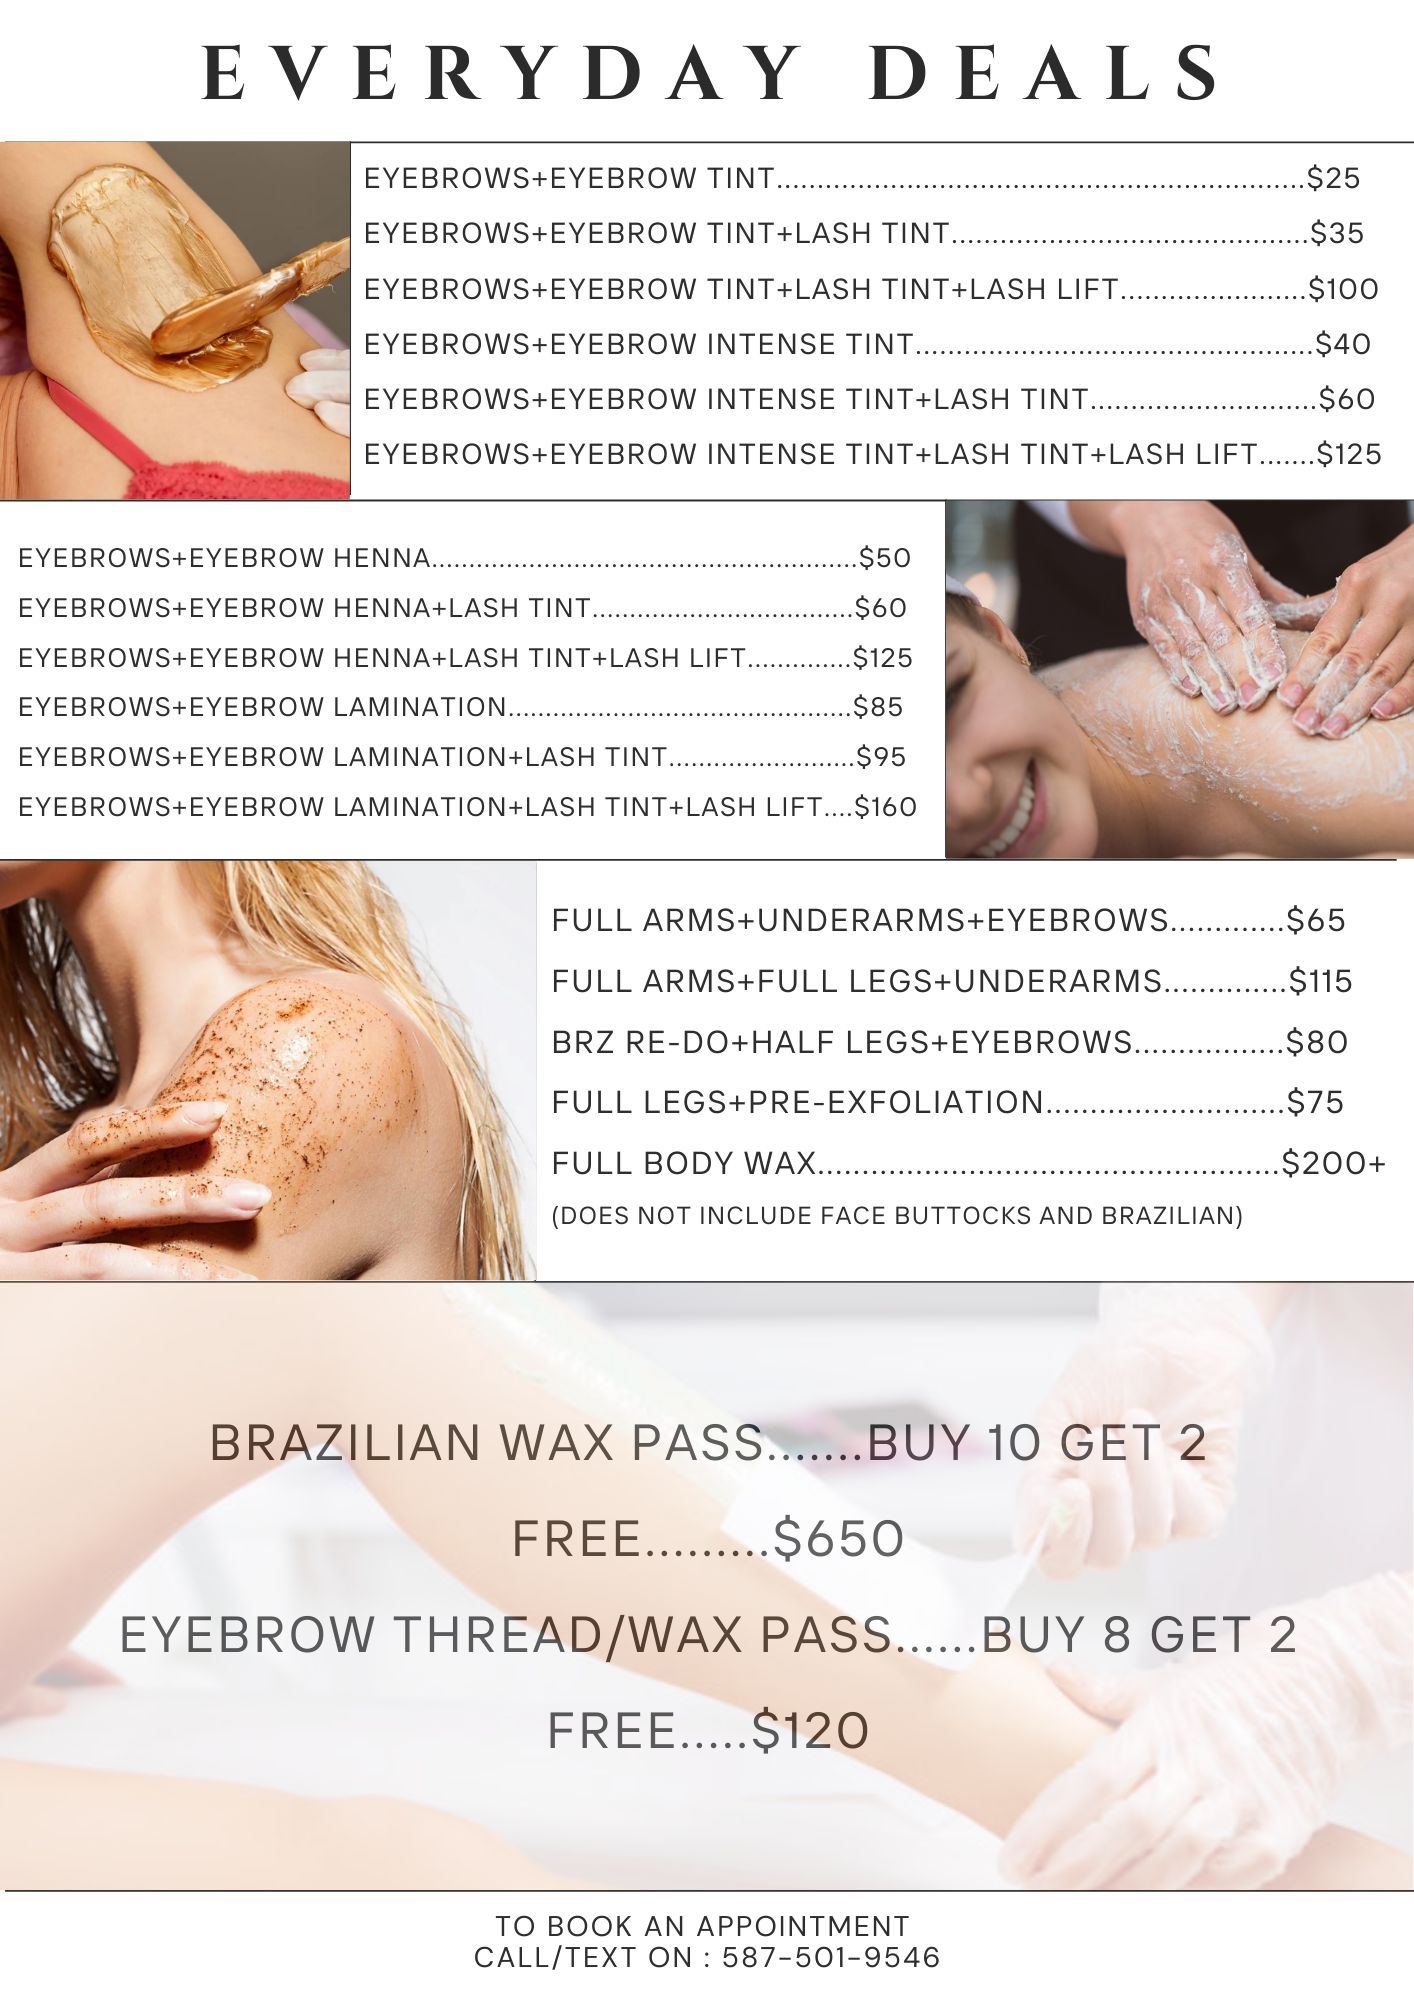 EVERYDAY DEALS
EYEBROWS+EYEBROW TINT.................................................................$25
EYEBROWS+EYEBROW TINT+LASH TINT............................................$35
EYEBROWS+EYEBROW TINT+LASH TINT+LASH LIFT.......................$100
EYEBROWS+EYEBROW INTENSE TINT.................................................$40
EYEBROWS+EYEBROW INTENSE TINT+LASH TINT............................$60
EYEBROWS+EYEBROW INTENSE TINT+LASH TINT+LASH LIFT.......$125
EYEBROWS+EYEBROW HENNA.........................................................$50
EYEBROWS+EYEBROW HENNA+LASH TINT...................................$60
EYEBROWS+EYEBROW HENNA+LASH TINT+LASH LIFT..............$125
EYEBROWS+EYEBROW LAMINATION..............................................$85
EYEBROWS+EYEBROW LAMINATION+LASH TINT.........................$95
EYEBROWS+EYEBROW LAMINATION+LASH TINT+LASH LIFT....$160
FULL ARMS+UNDERARMS+EYEBROWS.............$65
FULL ARMS+FULL LEGS+UNDERARMS..............$115
BRZ RE-DO+HALF LEGS+EYEBROWS.................$80
FULL LEGS+PRE-EXFOLIATION...........................$75
FULL BODY WAX....................................................$200+
(DOES NOT INCLUDE FACE BUTTOCKS AND BRAZILIAN)
BRAZILIAN WAX PASS.......BUY 10 GET 2
FREE.........$650
EYEBROW THREAD/WAX PASS......BUY 8 GET 2
FREE.....$120
TO BOOK AN APPOINTMENT
CALL/TEXT ON : 587-501-9546